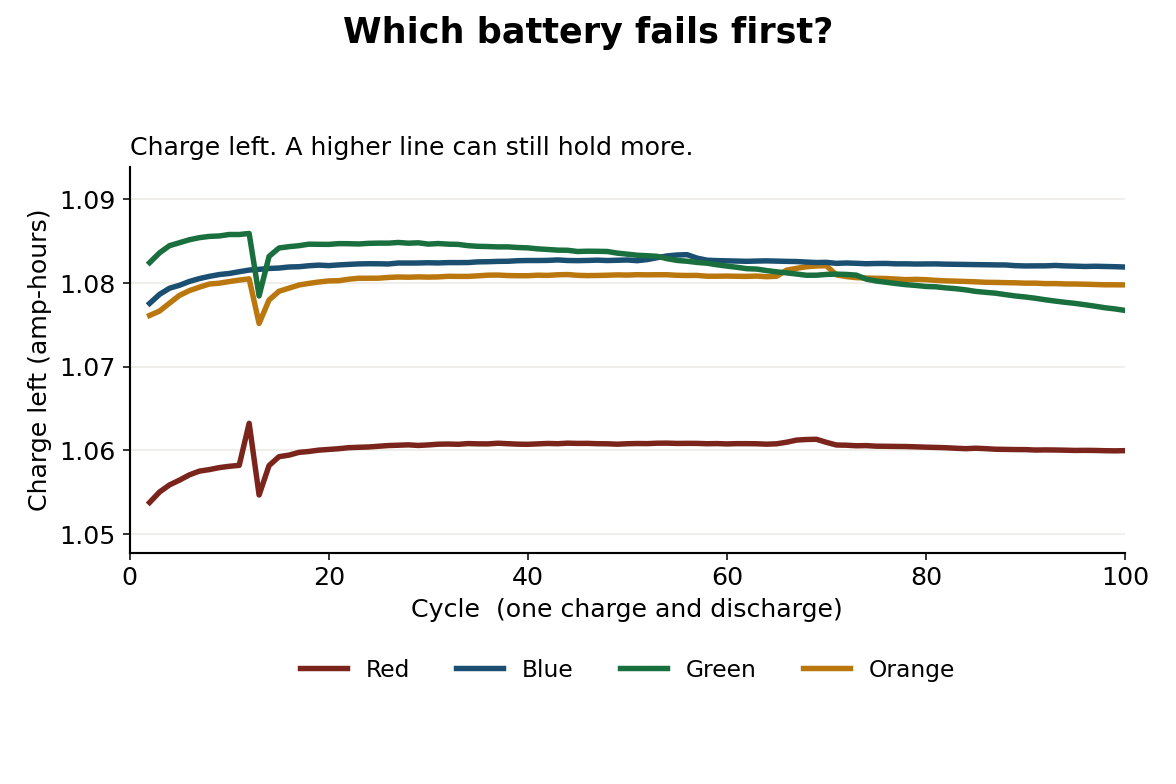 Which battery fails first?
Charge left. A higher line can still hold more.
Charge left (amp-hours)
1.09
1.08
1.07
1.06
1.05
0 20 40 60 80 100
Cycle (one charge and discharge)
Red Blue Green Orange